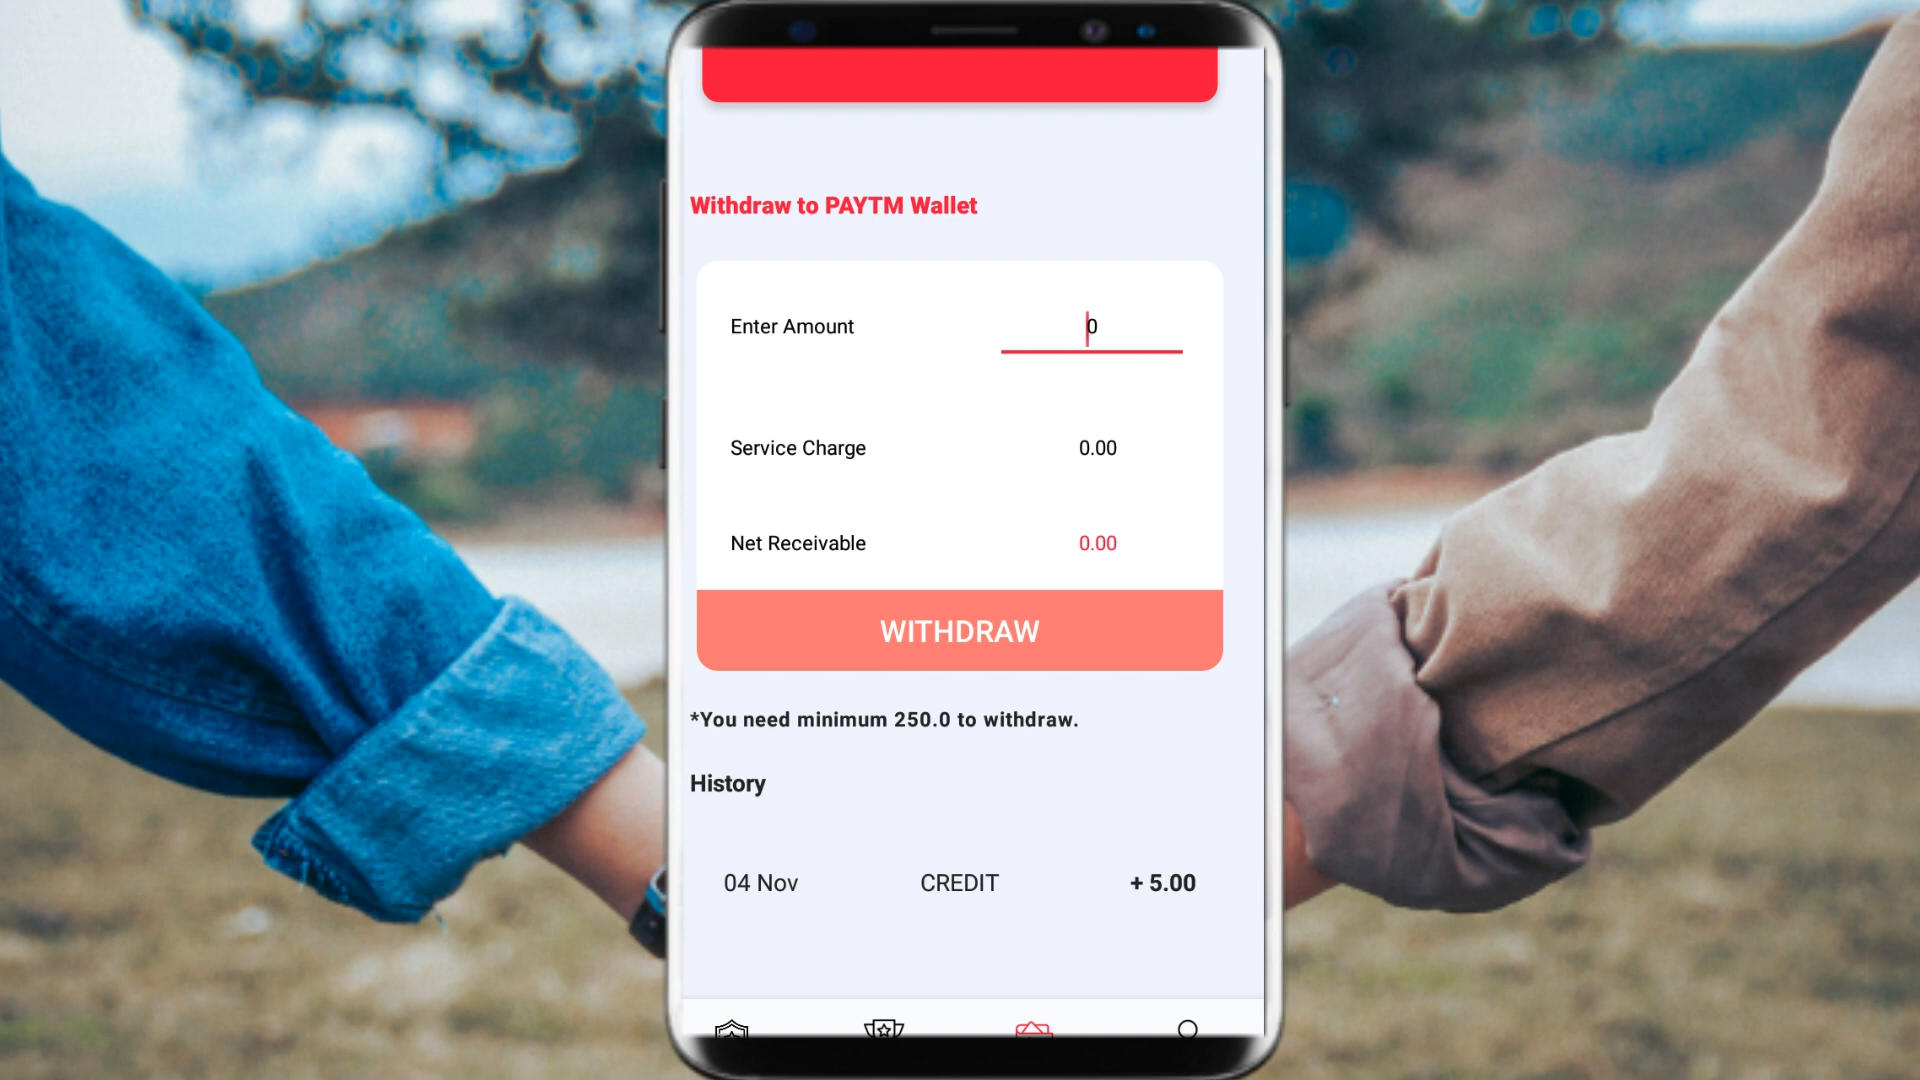 Withdraw to PAYTM Wallet
Enter Amount 0
Service Charge 0.00
Net Receivable 0.00
WITHDRAW
*You need minimum 250.0 to withdraw.
History
04 Nov CREDIT + 5.00